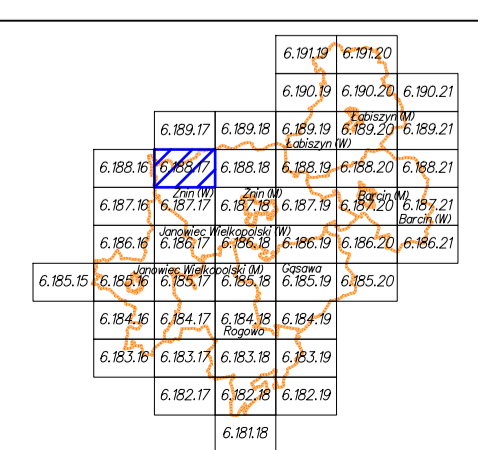 6.191.19 6.191.20
6.190.19 6.190.20 6.190.21
Łabiszyn (M)
6.189.17 6.189.18 6.189.19 6.189.20 6.189.21
Łabiszyn (W)
6.188.16 6.188.17 6.188.18 6.188.19 6.188.20 6.188.21
Żnin (W) Żnin (M) Barcin (M)
6.187.16 6.187.17 6.187.18 6.187.19 6.187.20 6.187.21
Barcin (W)
Janowiec Wielkopolski (W)
6.186.16 6.186.17 6.186.18 6.186.19 6.186.20 6.186.21
Janowiec Wielkopolski (M) Gąsawa
6.185.15 6.185.16 6.185.17 6.185.18 6.185.19 6.185.20
6.184.16 6.184.17 6.184.18 6.184.19
Rogowo
6.183.16 6.183.17 6.183.18 6.183.19
6.182.17 6.182.18 6.182.19
6.181.18